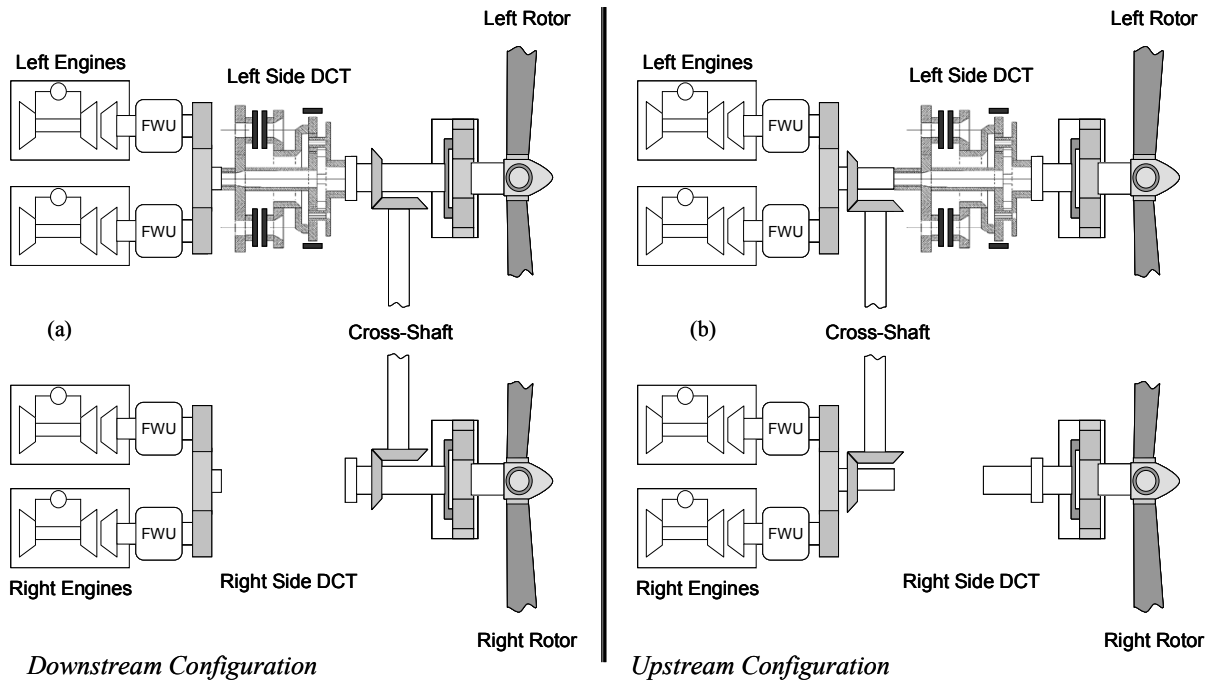 Left Rotor
Left Engines
Left Side DCT
FWU
FWU
(a)
Cross-Shaft
FWU
FWU
Right Engines
Right Side DCT
Right Rotor
Downstream Configuration
Left Rotor
Left Engines
Left Side DCT
FWU
FWU
(b)
Cross-Shaft
FWU
FWU
Right Engines
Right Side DCT
Right Rotor
Upstream Configuration